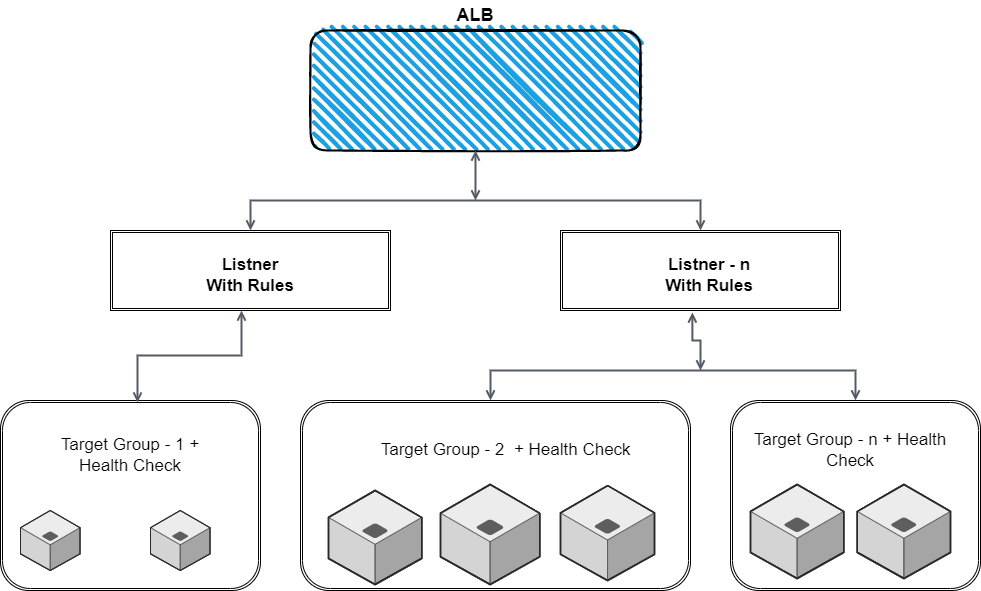 ALB
Listner
With Rules
Listner - n
With Rules
Target Group - 1 +
Health Check
Target Group - 2  + Health Check
Target Group - n + Health
Check